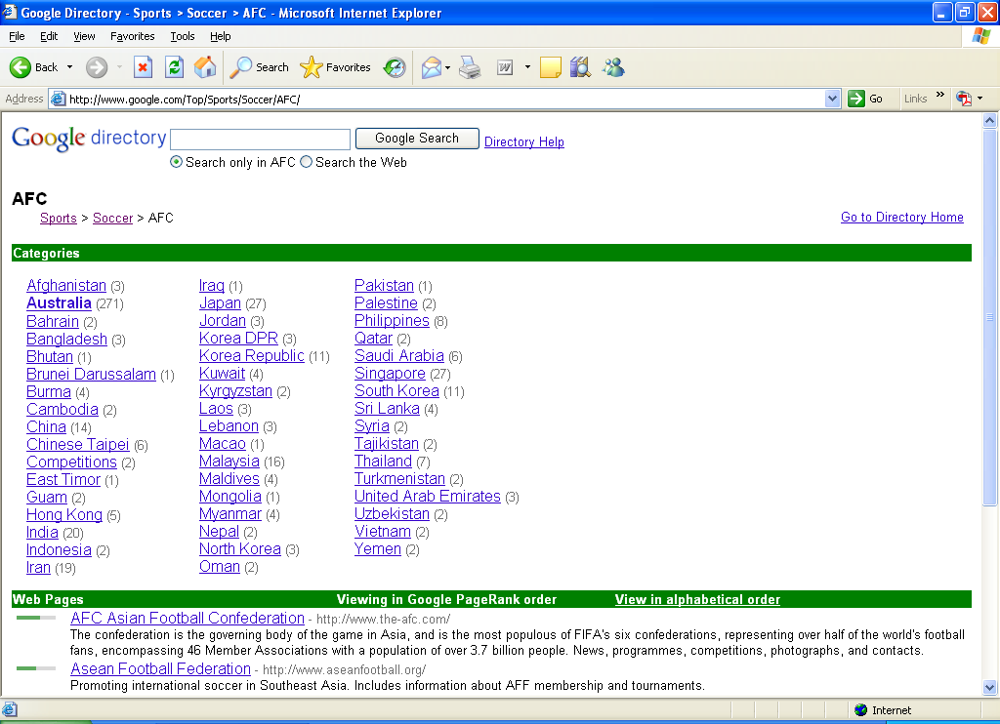 Google Directory - Sports > Soccer > AFC - Microsoft Internet Explorer
File Edit View Favorites Tools Help
Back Search Favorites
Address http://www.google.com/Top/Sports/Soccer/AFC/ Go Links »
Google directory Google Search Directory Help
Search only in AFC Search the Web
AFC
Sports > Soccer > AFC Go to Directory Home
Categories
Afghanistan (3) Iraq (1) Pakistan (1)
Australia (271) Japan (27) Palestine (2)
Bahrain (2) Jordan (3) Philippines (8)
Bangladesh (3) Korea DPR (3) Qatar (2)
Bhutan (1) Korea Republic (11) Saudi Arabia (6)
Brunei Darussalam (1) Kuwait (4) Singapore (27)
Burma (4) Kyrgyzstan (2) South Korea (11)
Cambodia (2) Laos (3) Sri Lanka (4)
China (14) Lebanon (3) Syria (2)
Chinese Taipei (6) Macao (1) Tajikistan (2)
Competitions (2) Malaysia (16) Thailand (7)
East Timor (1) Maldives (4) Turkmenistan (2)
Guam (2) Mongolia (1) United Arab Emirates (3)
Hong Kong (5) Myanmar (4) Uzbekistan (2)
India (20) Nepal (2) Vietnam (2)
Indonesia (2) North Korea (3) Yemen (2)
Iran (19) Oman (2)
Web Pages Viewing in Google PageRank order View in alphabetical order
AFC Asian Football Confederation - http://www.the-afc.com/
The confederation is the governing body of the game in Asia, and is the most populous of FIFA's six confederations, representing over half of the world's football
fans, encompassing 46 Member Associations with a population of over 3.7 billion people. News, programmes, competitions, photographs, and contacts.
Asean Football Federation - http://www.aseanfootball.org/
Promoting international soccer in Southeast Asia. Includes information about AFF membership and tournaments.
Internet